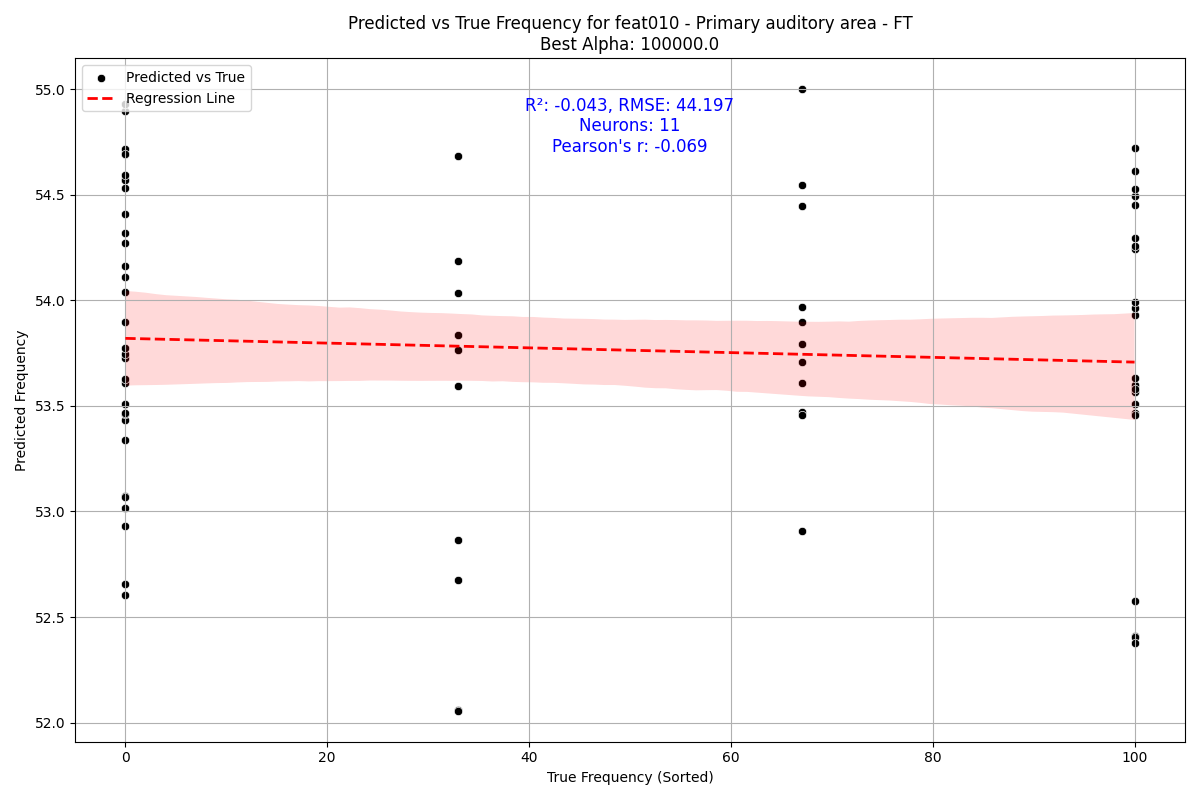 Predicted vs True Frequency for feat010 - Primary auditory area - FT
Best Alpha: 100000.0
Predicted vs True
Regression Line
R²: -0.043, RMSE: 44.197
Neurons: 11
Pearson's r: -0.069
Predicted Frequency
55.0
54.5
54.0
53.5
53.0
52.5
52.0
0
20
40
60
80
100
True Frequency (Sorted)